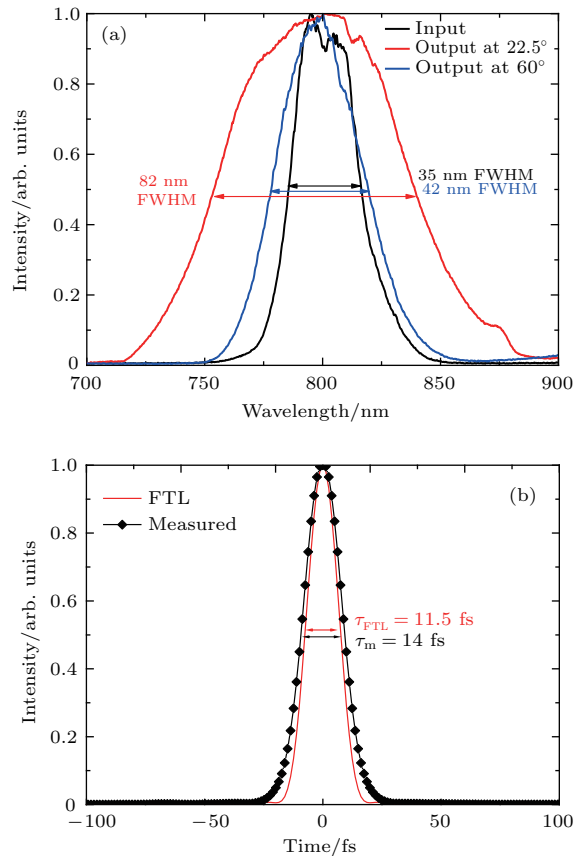 (a)
Input
Output at 22.5°
Output at 60°
82 nm
FWHM
35 nm FWHM
42 nm FWHM
Intensity/arb. units
1.0
0.8
0.6
0.4
0.2
0
700
750
800
850
900
Wavelength/nm
(b)
FTL
Measured
τFTL = 11.5 fs
τm = 14 fs
Intensity/arb. units
1.0
0.8
0.6
0.4
0.2
0
−100
−50
0
50
100
Time/fs